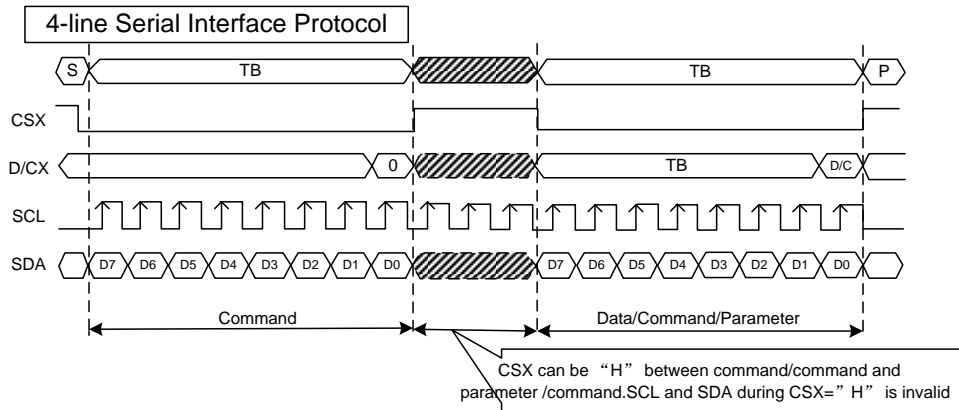 4-line Serial Interface Protocol
S TB TB P
CSX
D/CX 0 TB D/C
SCL
SDA D7 D6 D5 D4 D3 D2 D1 D0 D7 D6 D5 D4 D3 D2 D1 D0
Command Data/Command/Parameter
CSX can be “H” between command/command and
parameter /command.SCL and SDA during CSX=” H” is invalid